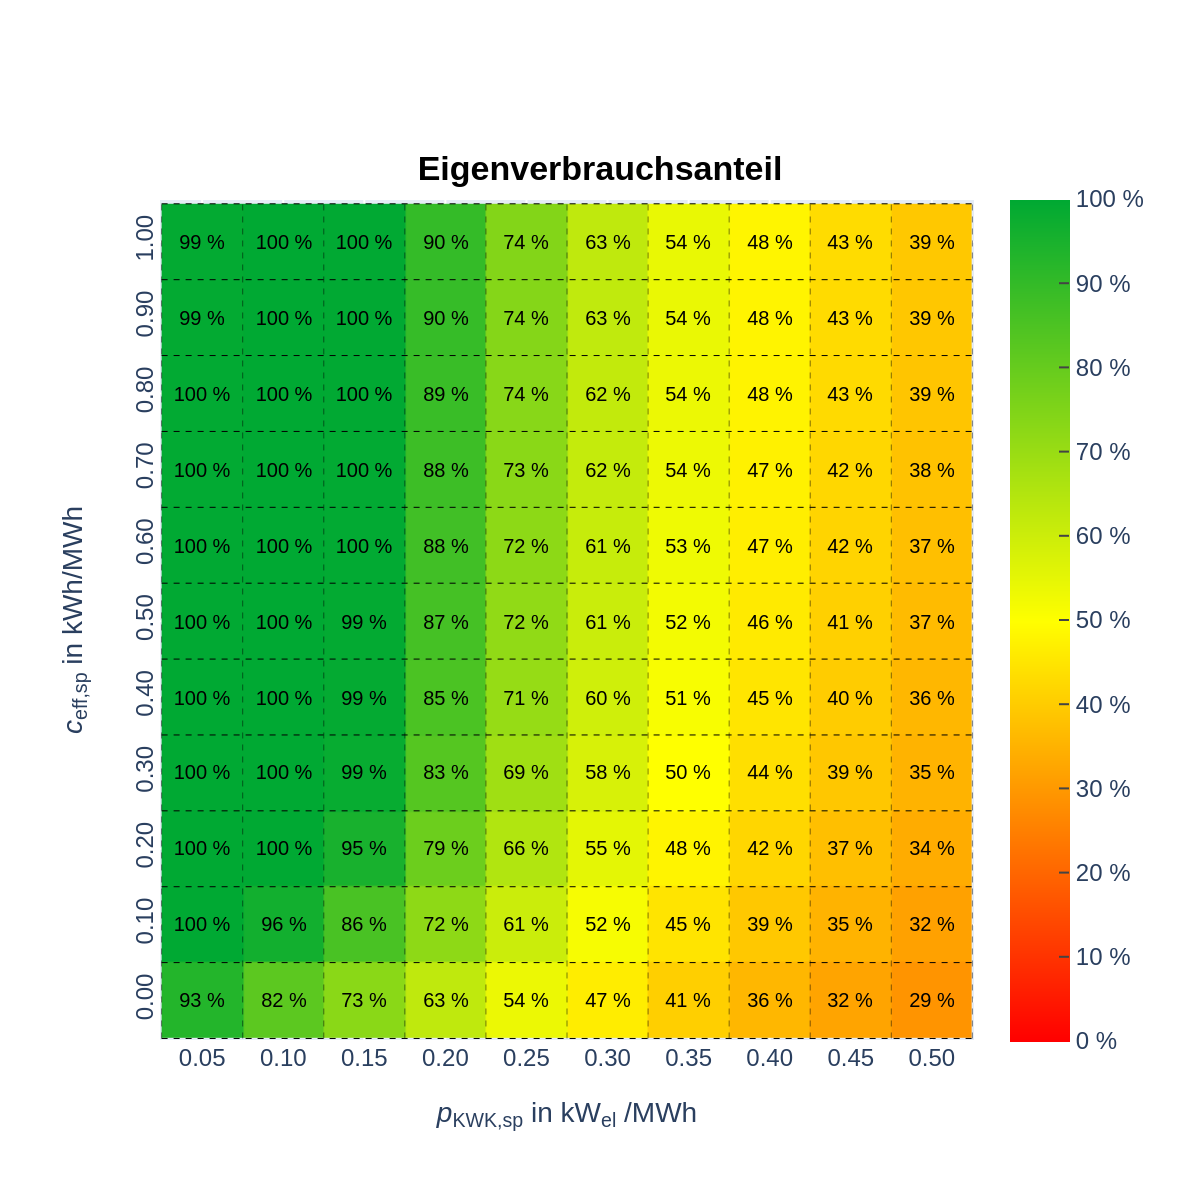 Eigenverbrauchsanteil
1.00 99 % 100 % 100 % 90 % 74 % 63 % 54 % 48 % 43 % 39 %
0.90 99 % 100 % 100 % 90 % 74 % 63 % 54 % 48 % 43 % 39 %
0.80 100 % 100 % 100 % 89 % 74 % 62 % 54 % 48 % 43 % 39 %
0.70 100 % 100 % 100 % 88 % 73 % 62 % 54 % 47 % 42 % 38 %
0.60 100 % 100 % 100 % 88 % 72 % 61 % 53 % 47 % 42 % 37 %
0.50 100 % 100 % 99 % 87 % 72 % 61 % 52 % 46 % 41 % 37 %
0.40 100 % 100 % 99 % 85 % 71 % 60 % 51 % 45 % 40 % 36 %
0.30 100 % 100 % 99 % 83 % 69 % 58 % 50 % 44 % 39 % 35 %
0.20 100 % 100 % 95 % 79 % 66 % 55 % 48 % 42 % 37 % 34 %
0.10 100 % 96 % 86 % 72 % 61 % 52 % 45 % 39 % 35 % 32 %
0.00 93 % 82 % 73 % 63 % 54 % 47 % 41 % 36 % 32 % 29 %
0.05 0.10 0.15 0.20 0.25 0.30 0.35 0.40 0.45 0.50
pKWK,sp in kWel /MWh
ceff,sp in kWh/MWh
100 %
90 %
80 %
70 %
60 %
50 %
40 %
30 %
20 %
10 %
0 %